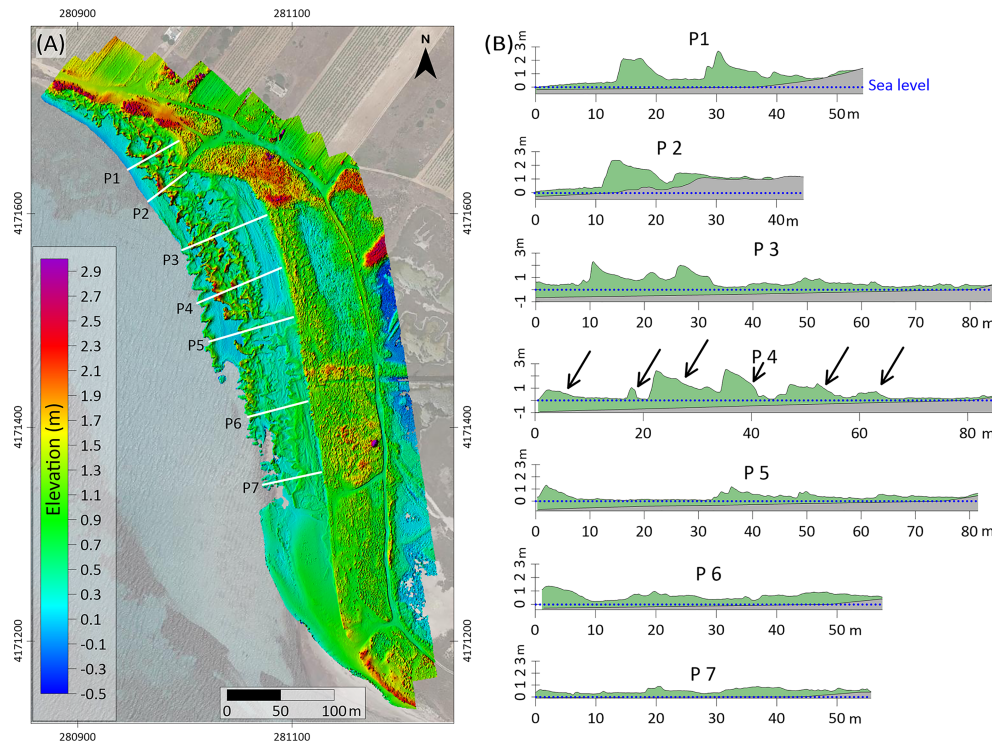 280900 281100
(A)
N
4171600
4171400
4171200
P1
P2
P3
P4
P5
P6
P7
Elevation (m)
2.9
2.7
2.5
2.3
2.1
1.9
1.7
1.5
1.3
1.1
0.9
0.7
0.5
0.3
0.1
-0.1
-0.3
-0.5
0 50 100 m
4171600
4171400
4171200
280900 281100
(B)
P1
0 1 2 3 m
Sea level
0 10 20 30 40 50 m
P 2
0 1 2 3 m
0 10 20 30 40 m
P 3
-1 1 3 m
0 10 20 30 40 50 60 70 80 m
P 4
-1 1 3 m
0 20 40 60 80 m
P 5
0 1 2 3 m
0 10 20 30 40 50 60 70 80 m
P 6
0 1 2 3 m
0 10 20 30 40 50 m
P 7
0 1 2 3 m
0 10 20 30 40 50 m